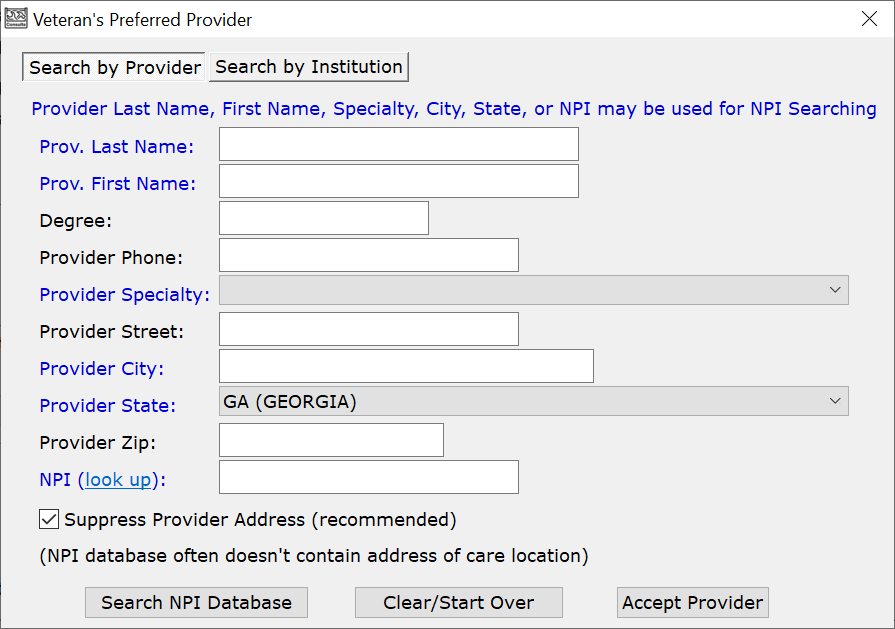 Consults
Veteran's Preferred Provider
Search by Provider Search by Institution
Provider Last Name, First Name, Specialty, City, State, or NPI may be used for NPI Searching
Prov. Last Name:
Prov. First Name:
Degree:
Provider Phone:
Provider Specialty:
Provider Street:
Provider City:
Provider State: GA (GEORGIA)
Provider Zip:
NPI (look up):
Suppress Provider Address (recommended)
(NPI database often doesn't contain address of care location)
Search NPI Database Clear/Start Over Accept Provider